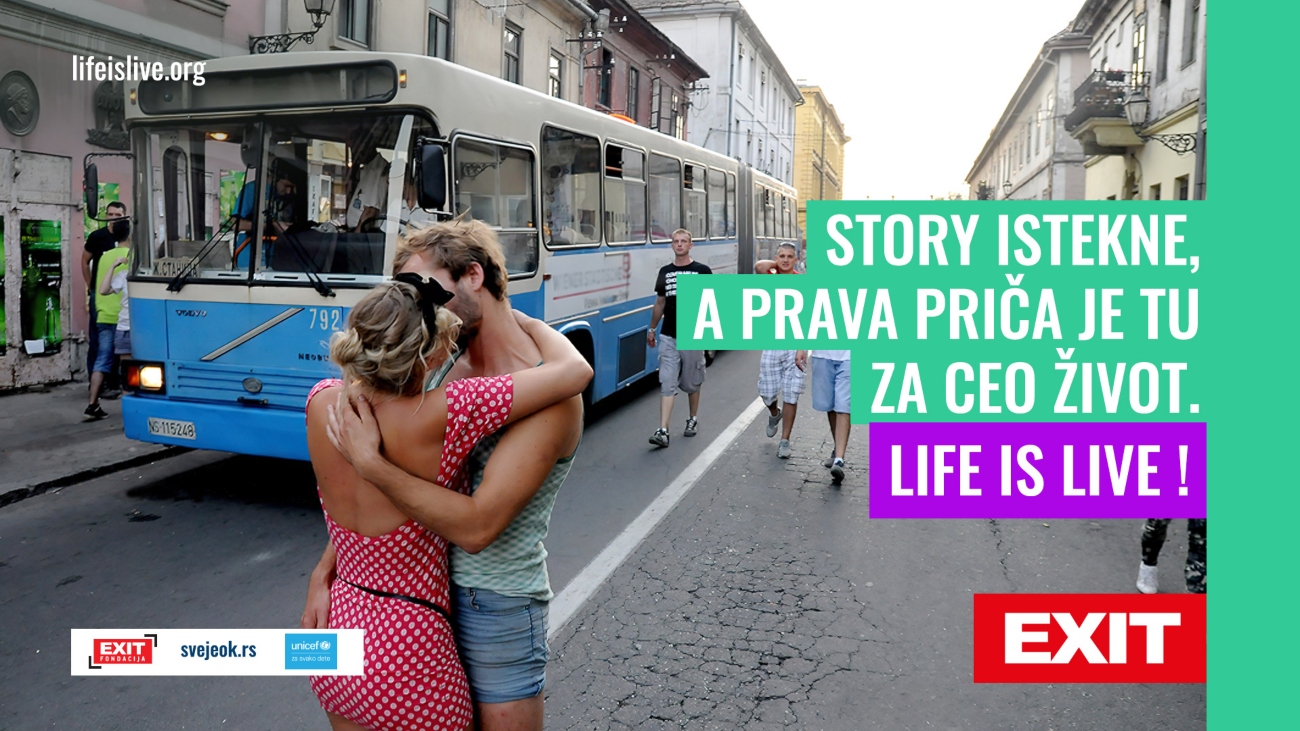 lifeislive.org
Ж.СТАНИЦА
VOLVO
792
NS 115248
STORY ISTEKNE,
A PRAVA PRIČA JE TU
ZA CEO ŽIVOT.
LIFE IS LIVE !
EXIT
EXIT
FONDACIJA
svejeok.rs
unicef
za svako dete